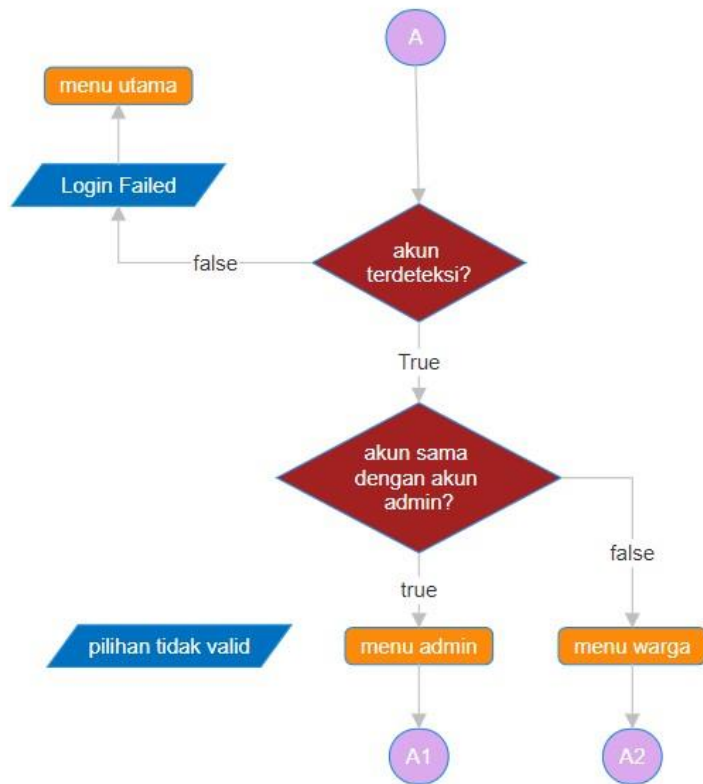 A
menu utama
Login Failed
false
akun
terdeteksi?
True
akun sama
dengan akun
admin?
false
true
pilihan tidak valid
menu admin
menu warga
A1
A2